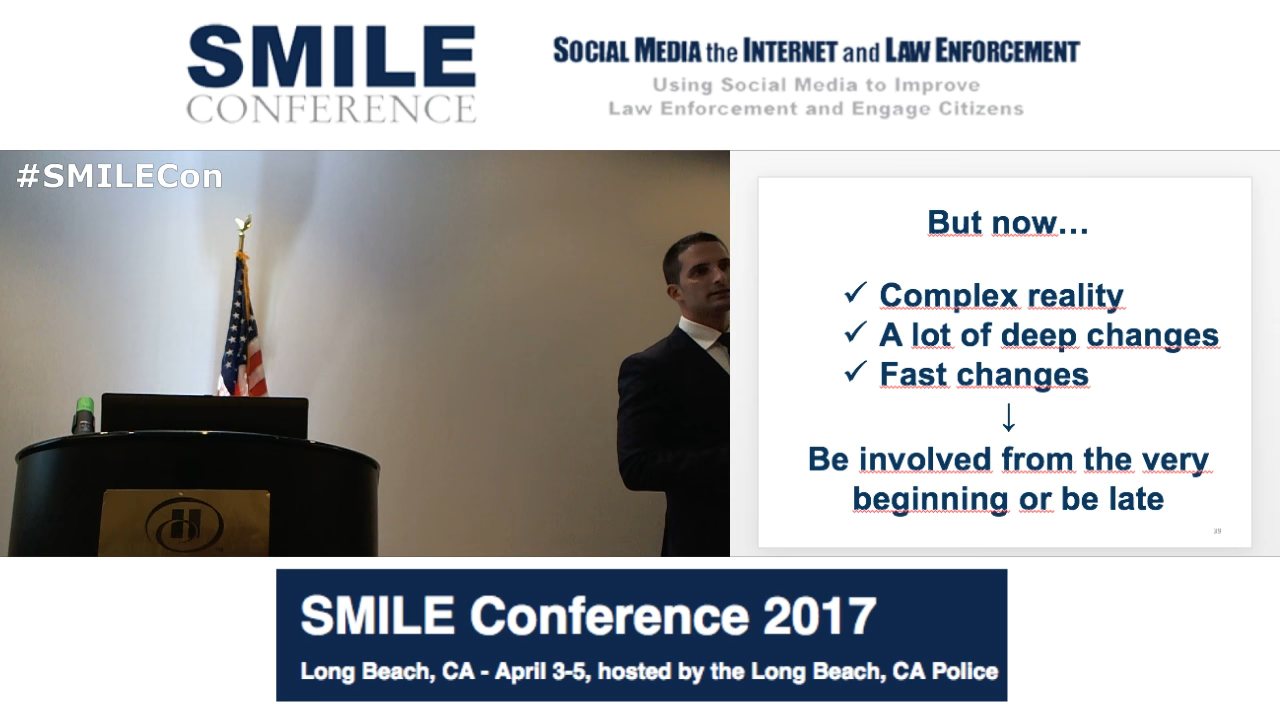 SMILE
CONFERENCE
SOCIAL MEDIA the INTERNET and LAW ENFORCEMENT
Using Social Media to Improve
Law Enforcement and Engage Citizens
#SMILECon
But now…
✓ Complex reality
✓ A lot of deep changes
✓ Fast changes
↓
Be involved from the very
beginning or be late
SMILE Conference 2017
Long Beach, CA - April 3-5, hosted by the Long Beach, CA Police